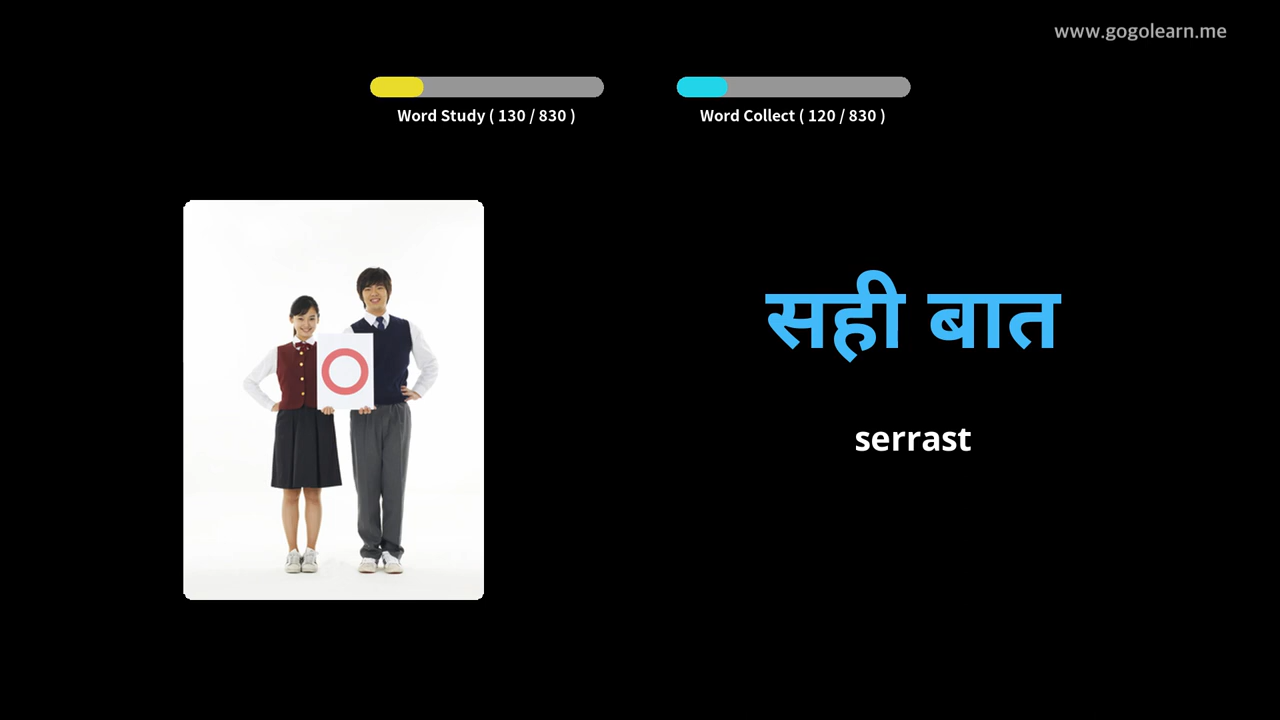 www.gogolearn.me
Word Study ( 130 / 830 )
Word Collect ( 120 / 830 )
सही बात
serrast